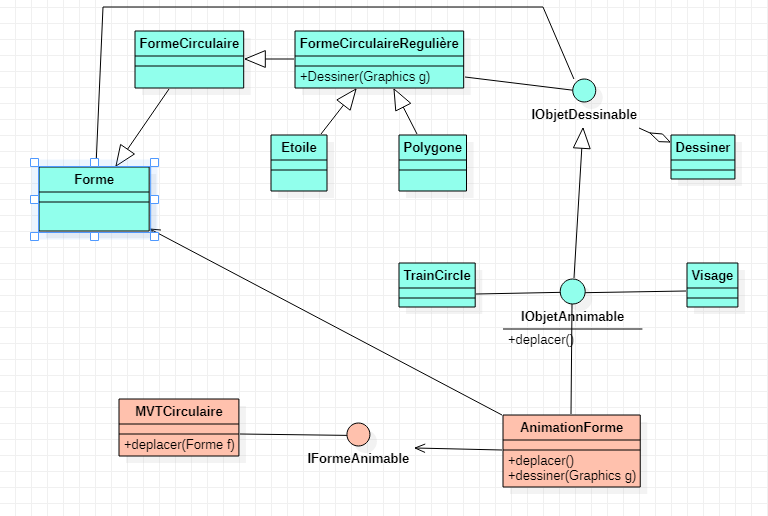 FormeCirculaire
FormeCirculaireRegulière
+Dessiner(Graphics g)
IObjetDessinable
Etoile
Polygone
Dessiner
Forme
TrainCircle
Visage
IObjetAnnimable
+deplacer()
MVTCirculaire
+deplacer(Forme f)
IFormeAnimable
AnimationForme
+deplacer()
+dessiner(Graphics g)